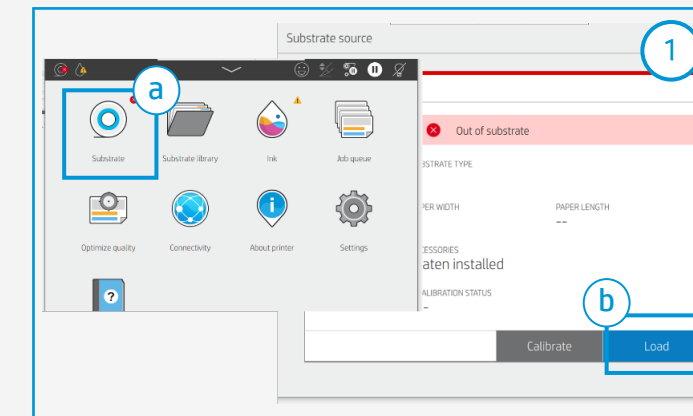 Substrate source
1
a
Out of substrate
Substrate
Substrate library
Ink
Job queue
BSTRATE TYPE
PER WIDTH
PAPER LENGTH
--
Optimize quality
Connectivity
About printer
Settings
CESSORIES
aten installed
ALIBRATION STATUS
b
?
Calibrate
Load